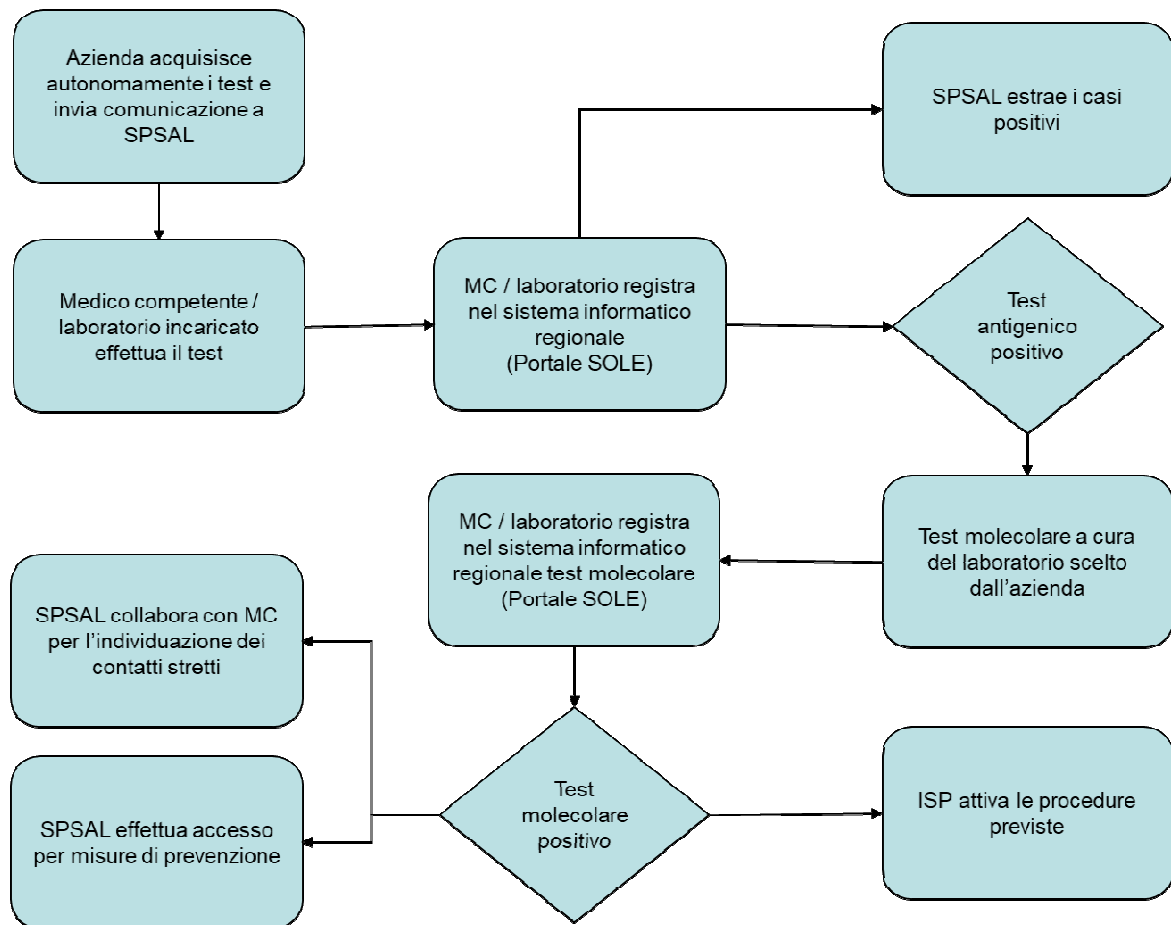 Azienda acquisisce
autonomamente i test e
invia comunicazione a
SPSAL
SPSAL estrae i casi
positivi
Medico competente /
laboratorio incaricato
effettua il test
MC / laboratorio registra
nel sistema informatico
regionale
(Portale SOLE)
Test
antigenico
positivo
MC / laboratorio registra
nel sistema informatico
regionale test molecolare
(Portale SOLE)
Test molecolare a cura
del laboratorio scelto
dall'azienda
SPSAL collabora con MC
per l'individuazione dei
contatti stretti
SPSAL effettua accesso
per misure di prevenzione
Test
molecolare
positivo
ISP attiva le procedure
previste